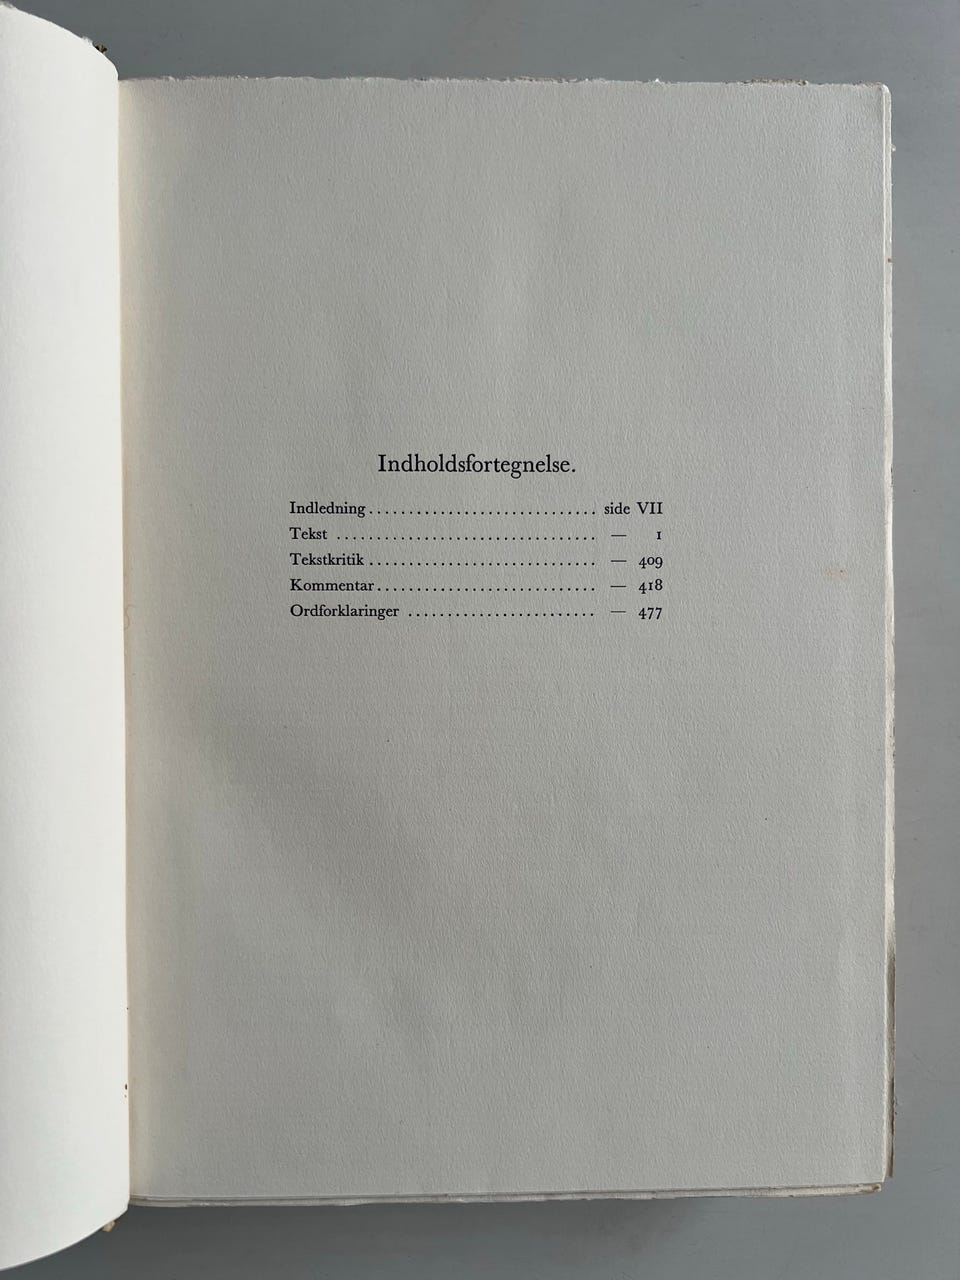 Indholdsfortegnelse.
Indledning ............................. side VII
Tekst ................................. — 1
Tekstkritik ............................. — 409
Kommentar ............................ — 418
Ordforklaringer ........................ — 477